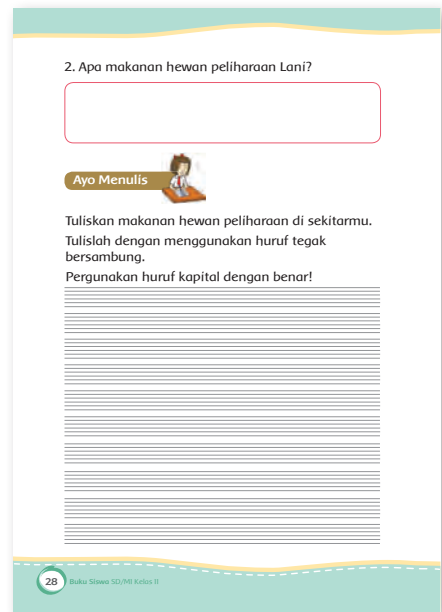 2. Apa makanan hewan peliharaan Lani?
Ayo Menulis
Tuliskan makanan hewan peliharaan di sekitarmu.
Tulislah dengan menggunakan huruf tegak
bersambung.
Pergunakan huruf kapital dengan benar!
28 Buku Siswa SD/MI Kelas II